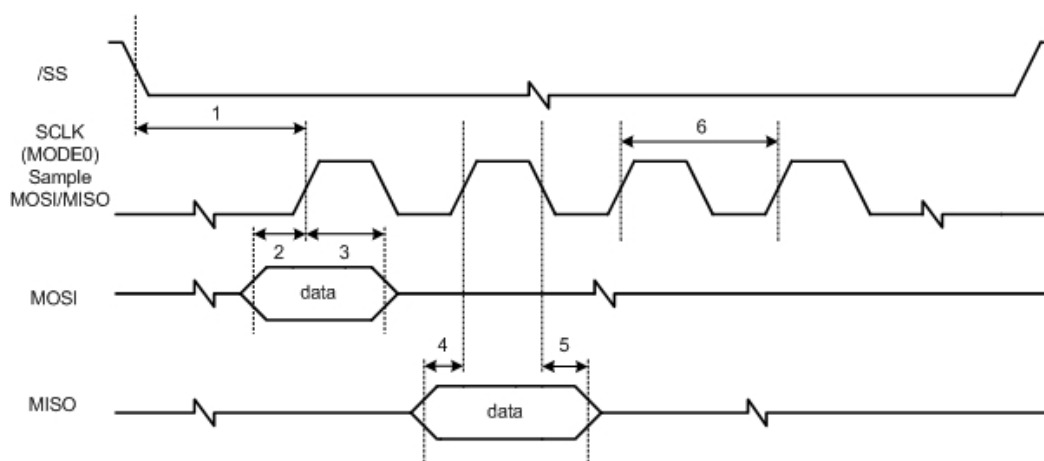 /SS
1
SCLK
(MODE0)
Sample
MOSI/MISO
6
2
3
MOSI
data
4
5
MISO
data